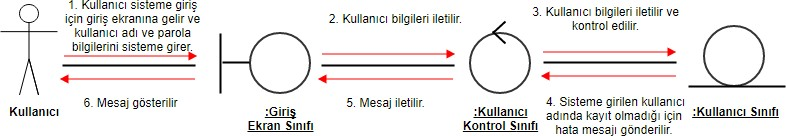 1. Kullanıcı sisteme giriş
için giriş ekranına gelir ve
kullanıcı adı ve parola
bilgilerini sisteme girer.
2. Kullanıcı bilgileri iletilir.
3. Kullanıcı bilgileri iletilir ve
kontrol edilir.
Kullanıcı
6. Mesaj gösterilir
:Giriş
Ekran Sınıfı
5. Mesaj iletilir.
:Kullanıcı
Kontrol Sınıfı
4. Sisteme girilen kullanıcı
adında kayıt olmadığı için
hata mesajı gönderilir.
:Kullanıcı Sınıfı